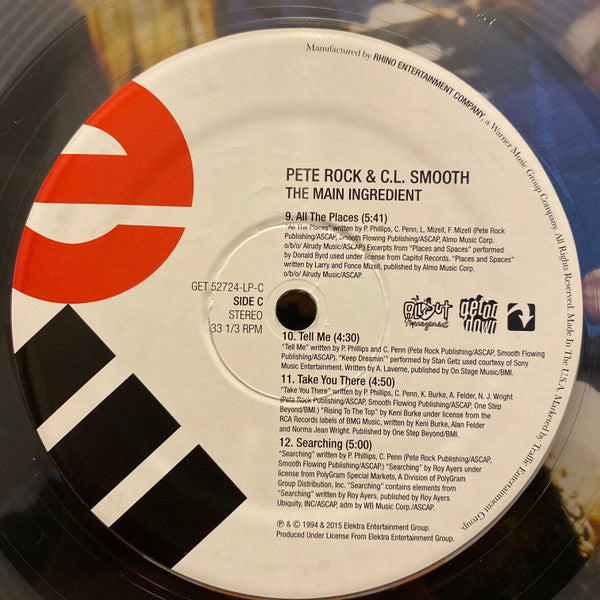 Manufactured by RHINO ENTERTAINMENT COMPANY, a Warner Music Group Company. All Rights Reserved. Made In The U.S.A. Marketed by Traffic Entertainment Group.
e
PETE ROCK & C.L. SMOOTH
THE MAIN INGREDIENT
9. All The Places (5:41)
"All The Places" written by P. Phillips, C. Penn, L. Mizell, F. Mizell (Pete Rock
Publishing/ASCAP, Smooth Flowing Publishing/ASCAP, Almo Music Corp.
o/b/o/ Alrudy Music/ASCAP.) Excerpts from "Places and Spaces" performed
by Donald Byrd used under license from Capitol Records. "Places and Spaces"
written by Larry and Fonce Mizell, published by Almo Music Corp.
o/b/o/ Alrudy Music/ASCAP.
GET 52724-LP-C
SIDE C
STEREO
33 1/3 RPM
get on
down
10. Tell Me (4:30)
"Tell Me" written by P. Phillips and C. Penn (Pete Rock Publishing/ASCAP, Smooth Flowing
Publishing/ASCAP). "Keep Dreamin'" performed by Stan Getz used courtesy of Sony
Music Entertainment. Written by A. Laverne, published by On Stage Music/BMI.
11. Take You There (4:50)
"Take You There" written by P. Phillips, C. Penn, K. Burke, A. Felder, N. J. Wright
(Pete Rock Publishing/ASCAP, Smooth Flowing Publishing/ASCAP, One Step
Beyond/BMI.) "Rising To The Top" by Keni Burke under license from the
RCA Records labels of BMG Music, written by Keni Burke, Alan Felder
and Norma Jean Wright. Published by One Step Beyond/BMI.
12. Searching (5:00)
"Searching" written by P. Phillips, C. Penn (Pete Rock Publishing/ASCAP,
Smooth Flowing Publishing/ASCAP.) "Searching" by Roy Ayers under
license from PolyGram Special Markets, A Division of PolyGram
Group Distribution, Inc. "Searching" contains elements from
"Searching" written by Roy Ayers, published by Roy Ayers
Ubiquity, INC/ASCAP, adm by WB Music Corp./ASCAP.
℗ & © 1994 & 2015 Elektra Entertainment Group.
Produced Under License From Elektra Entertainment Group.